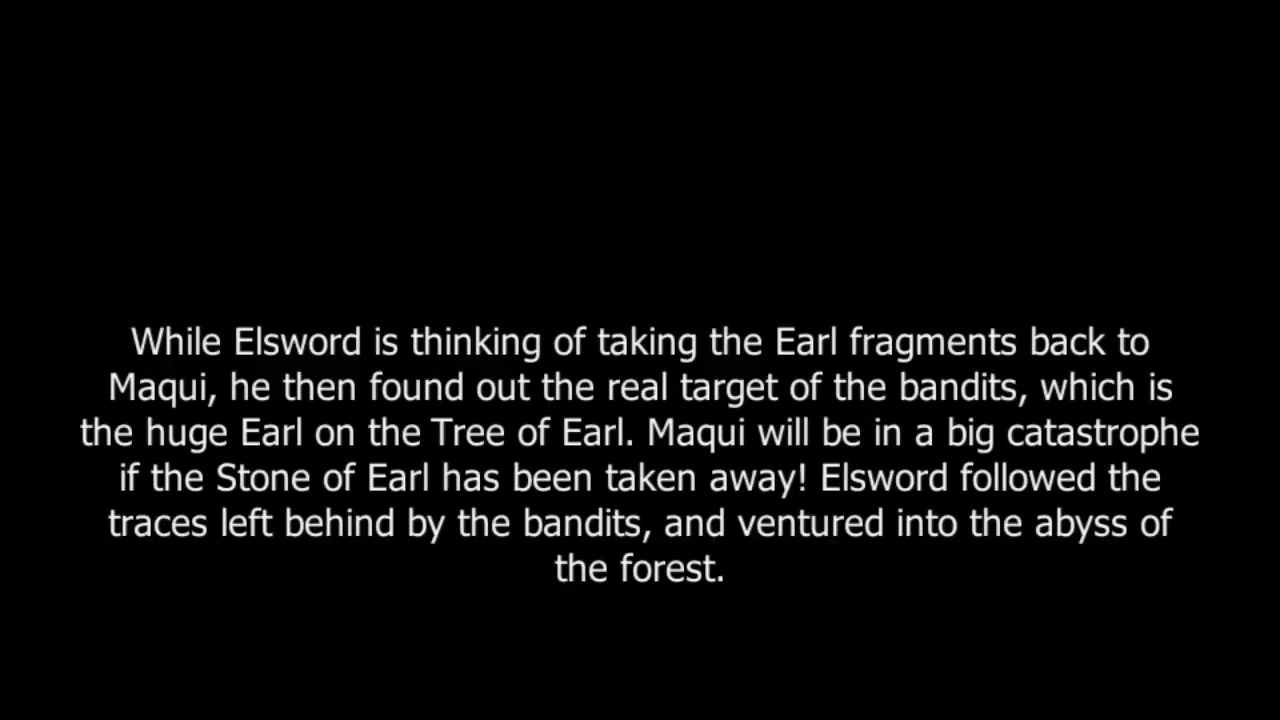 While Elsword is thinking of taking the Earl fragments back to
Maqui, he then found out the real target of the bandits, which is
the huge Earl on the Tree of Earl. Maqui will be in a big catastrophe
if the Stone of Earl has been taken away! Elsword followed the
traces left behind by the bandits, and ventured into the abyss of
the forest.